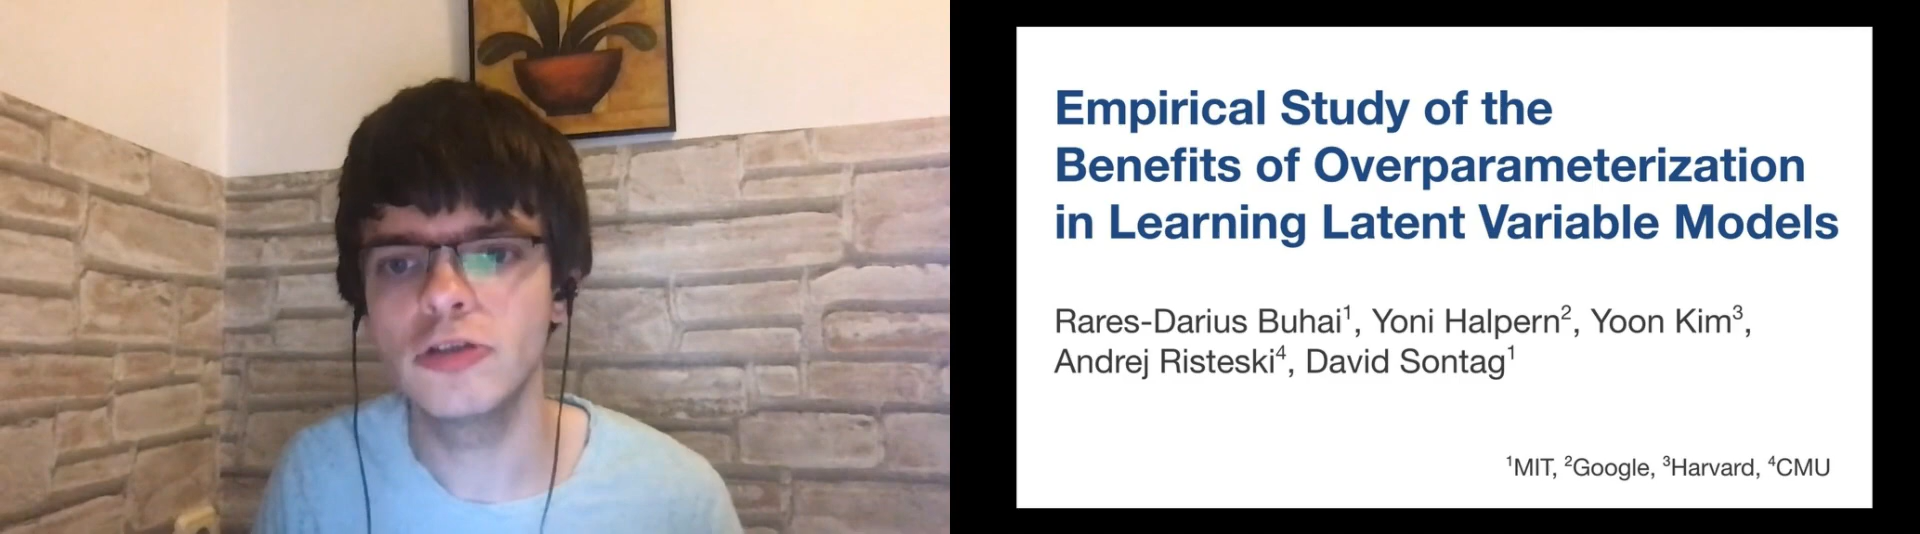 Empirical Study of the
Benefits of Overparameterization
in Learning Latent Variable Models
Rares-Darius Buhai¹, Yoni Halpern², Yoon Kim³,
Andrej Risteski⁴, David Sontag¹
¹MIT, ²Google, ³Harvard, ⁴CMU